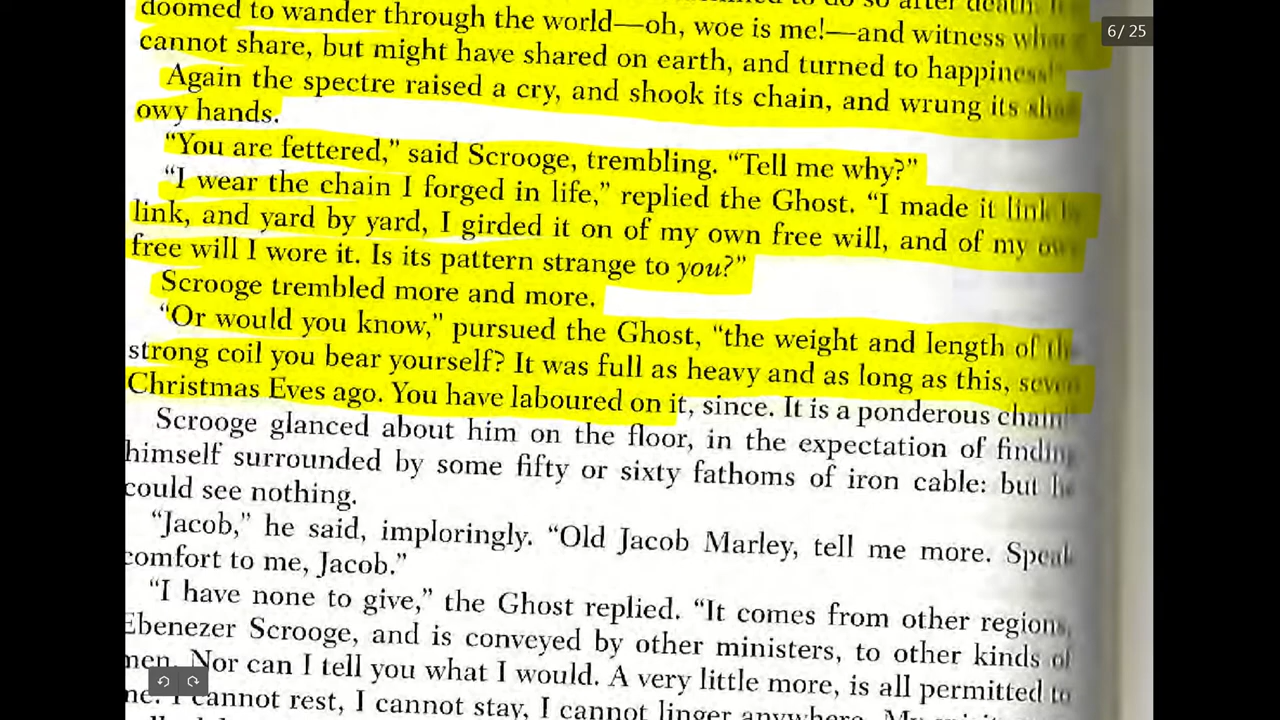 doomed to wander through the world—oh, woe is me!—and witness what
6 / 25
cannot share, but might have shared on earth, and turned to happiness!"
Again the spectre raised a cry, and shook its chain, and wrung its
owy hands.
"You are fettered," said Scrooge, trembling. "Tell me why?"
"I wear the chain I forged in life," replied the Ghost. "I made it link
link, and yard by yard, I girded it on of my own free will, and of my
free will I wore it. Is its pattern strange to you?"
Scrooge trembled more and more.
"Or would you know," pursued the Ghost, "the weight and length of
strong coil you bear yourself? It was full as heavy and as long as this, seven
Christmas Eves ago. You have laboured on it, since. It is a ponderous chain
Scrooge glanced about him on the floor, in the expectation of finding
himself surrounded by some fifty or sixty fathoms of iron cable: but
could see nothing.
"Jacob," he said, imploringly. "Old Jacob Marley, tell me more. Speak
comfort to me, Jacob."
"I have none to give," the Ghost replied. "It comes from other regions,
Ebenezer Scrooge, and is conveyed by other ministers, to other kinds of
men. Nor can I tell you what I would. A very little more, is all permitted to
me. I cannot rest, I cannot stay, I cannot linger anywhere. My